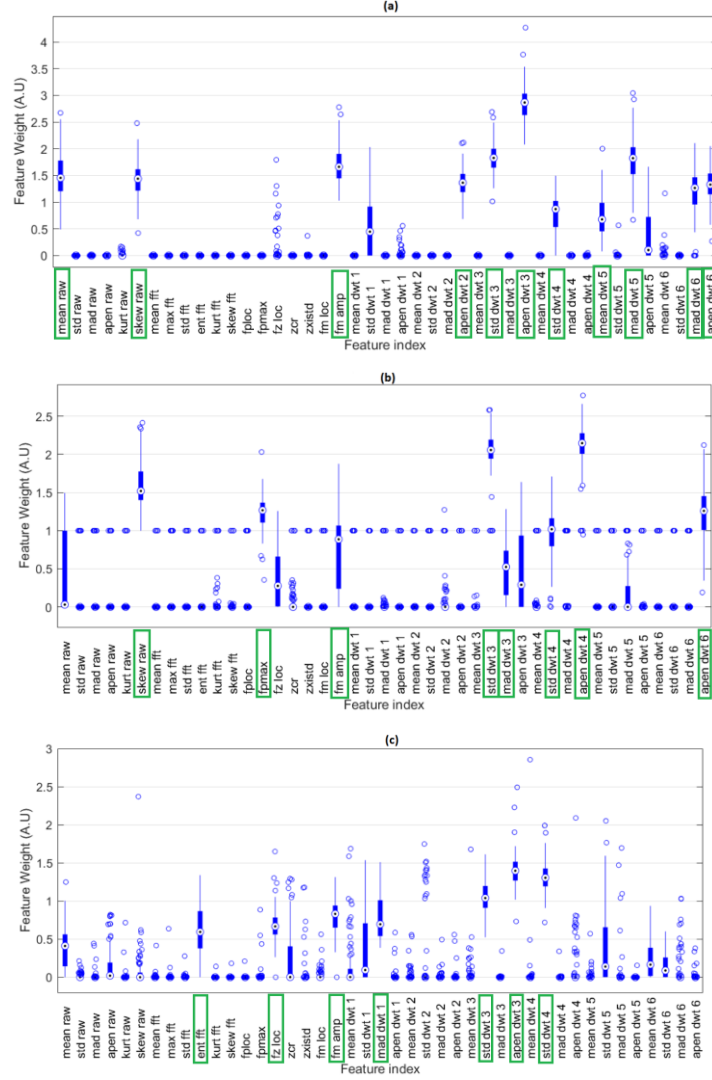 (a)
Feature Weight (A.U)
4
3.5
3
2.5
2
1.5
1
0.5
0
mean raw
std raw
mad raw
apen raw
kurt raw
skew raw
mean fft
max fft
std fft
ent fft
kurt fft
skew fft
fploc
fpmax
fz loc
zcr
zxistd
fm loc
fm amp
mean dwt 1
std dwt 1
mad dwt 1
apen dwt 1
mean dwt 2
std dwt 2
mad dwt 2
apen dwt 2
mean dwt 3
std dwt 3
mad dwt 3
apen dwt 3
mean dwt 4
std dwt 4
mad dwt 4
apen dwt 4
mean dwt 5
std dwt 5
mad dwt 5
apen dwt 5
mean dwt 6
std dwt 6
mad dwt 6
apen dwt 6
Feature index
(b)
Feature Weight (A.U)
2.5
2
1.5
1
0.5
0
mean raw
std raw
mad raw
apen raw
kurt raw
skew raw
mean fft
max fft
std fft
ent fft
kurt fft
skew fft
fploc
fpmax
fz loc
zcr
zxistd
fm loc
fm amp
mean dwt 1
std dwt 1
mad dwt 1
apen dwt 1
mean dwt 2
std dwt 2
mad dwt 2
apen dwt 2
mean dwt 3
std dwt 3
mad dwt 3
apen dwt 3
mean dwt 4
std dwt 4
mad dwt 4
apen dwt 4
mean dwt 5
std dwt 5
mad dwt 5
apen dwt 5
mean dwt 6
std dwt 6
mad dwt 6
apen dwt 6
Feature index
(c)
Feature Weight (A.U)
3
2.5
2
1.5
1
0.5
0
mean raw
std raw
mad raw
apen raw
kurt raw
skew raw
mean fft
max fft
std fft
ent fft
kurt fft
skew fft
fploc
fpmax
fz loc
zcr
zxistd
fm loc
fm amp
mean dwt 1
std dwt 1
mad dwt 1
apen dwt 1
mean dwt 2
std dwt 2
mad dwt 2
apen dwt 2
mean dwt 3
std dwt 3
mad dwt 3
apen dwt 3
mean dwt 4
std dwt 4
mad dwt 4
apen dwt 4
mean dwt 5
std dwt 5
mad dwt 5
apen dwt 5
mean dwt 6
std dwt 6
mad dwt 6
apen dwt 6
Feature index